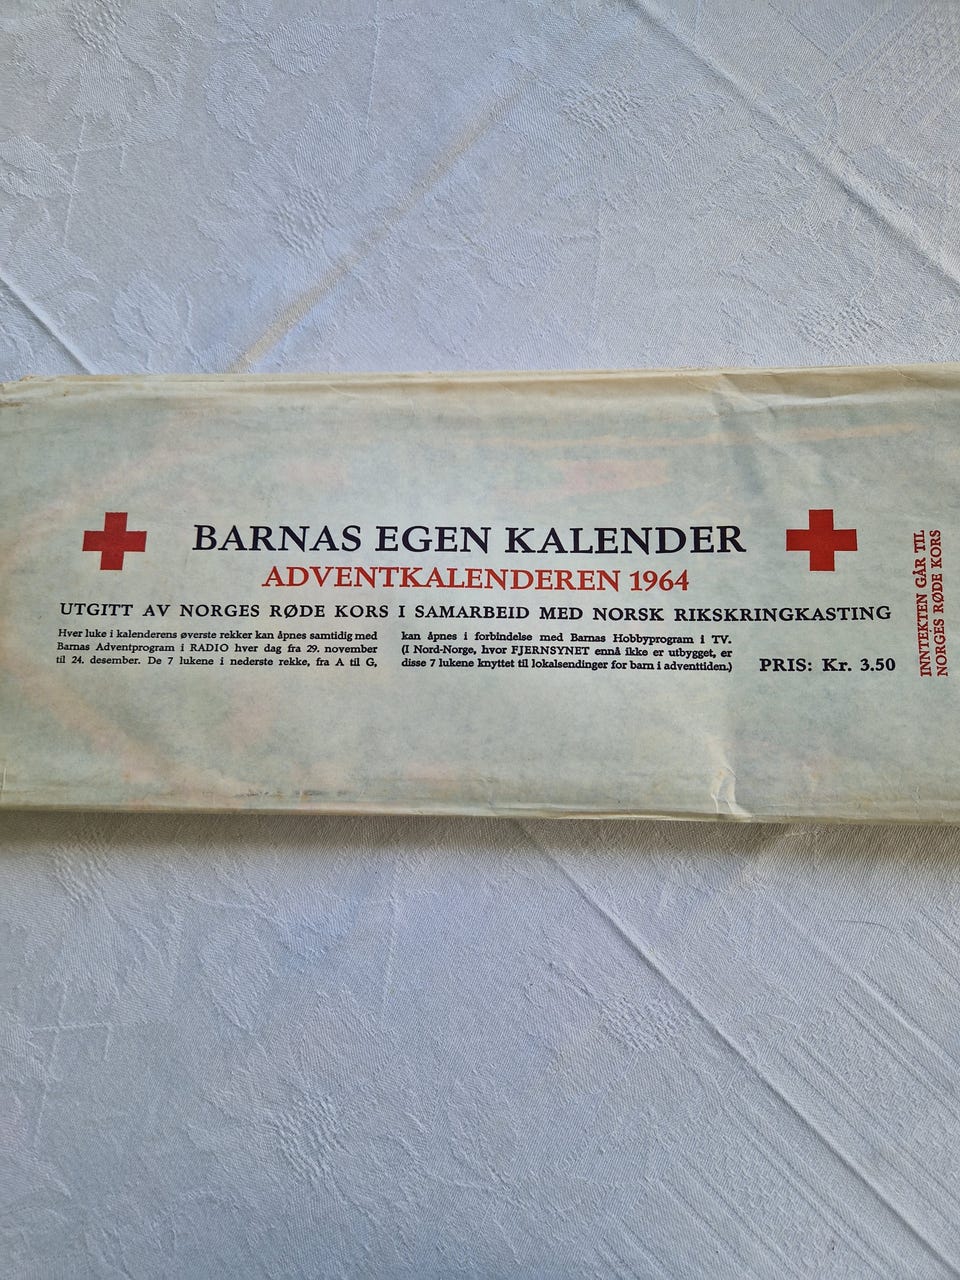 BARNAS EGEN KALENDER
ADVENTKALENDEREN 1964
UTGITT AV NORGES RØDE KORS I SAMARBEID MED NORSK RIKSKRINGKASTING
Hver luke i kalenderens øverste rekker kan åpnes samtidig med
Barnas Adventprogram i RADIO hver dag fra 29. november
til 24. desember. De 7 lukene i nederste rekke, fra A til G,
kan åpnes i forbindelse med Barnas Hobbyprogram i TV.
(I Nord-Norge, hvor FJERNSYNET ennå ikke er utbygget, er
disse 7 lukene knyttet til lokalsendinger for barn i adventtiden.)
PRIS: Kr. 3.50
INNTEKTEN GÅR TIL
NORGES RØDE KORS